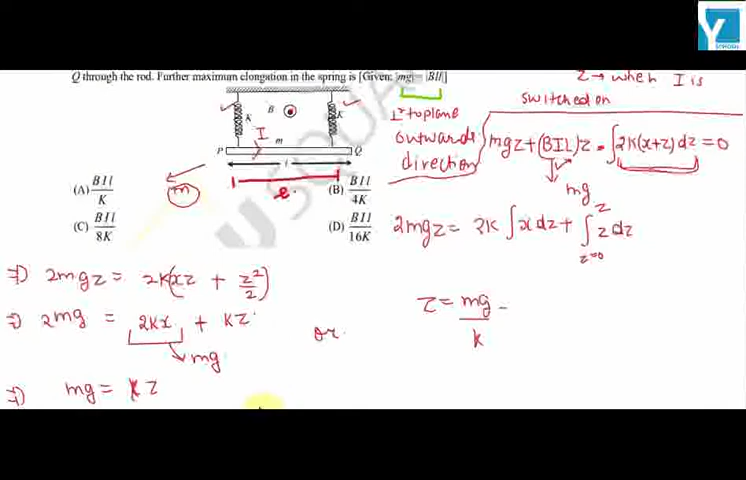 Y
Q through the rod. Further maximum elongation in the spring is [Given: |mg| = |BIl|]
z → when I is
switched on
K
B
K
I
m
P
Q
l
⊥r to plane
outwards
direction
mgz + (BIL)z - ∫2K(x+z)dz = 0
mg
m
l
(A) BIl/K
(B) BIl/4K
(C) BIl/8K
(D) BIl/16K
2mgz = 2K ∫x dz + ∫ z dz
z
z=0
⇒ 2mgz = 2K(xz + z²/2)
⇒ 2mg = 2Kx + Kz
mg
or
z = mg/k
⇒ mg = Kz